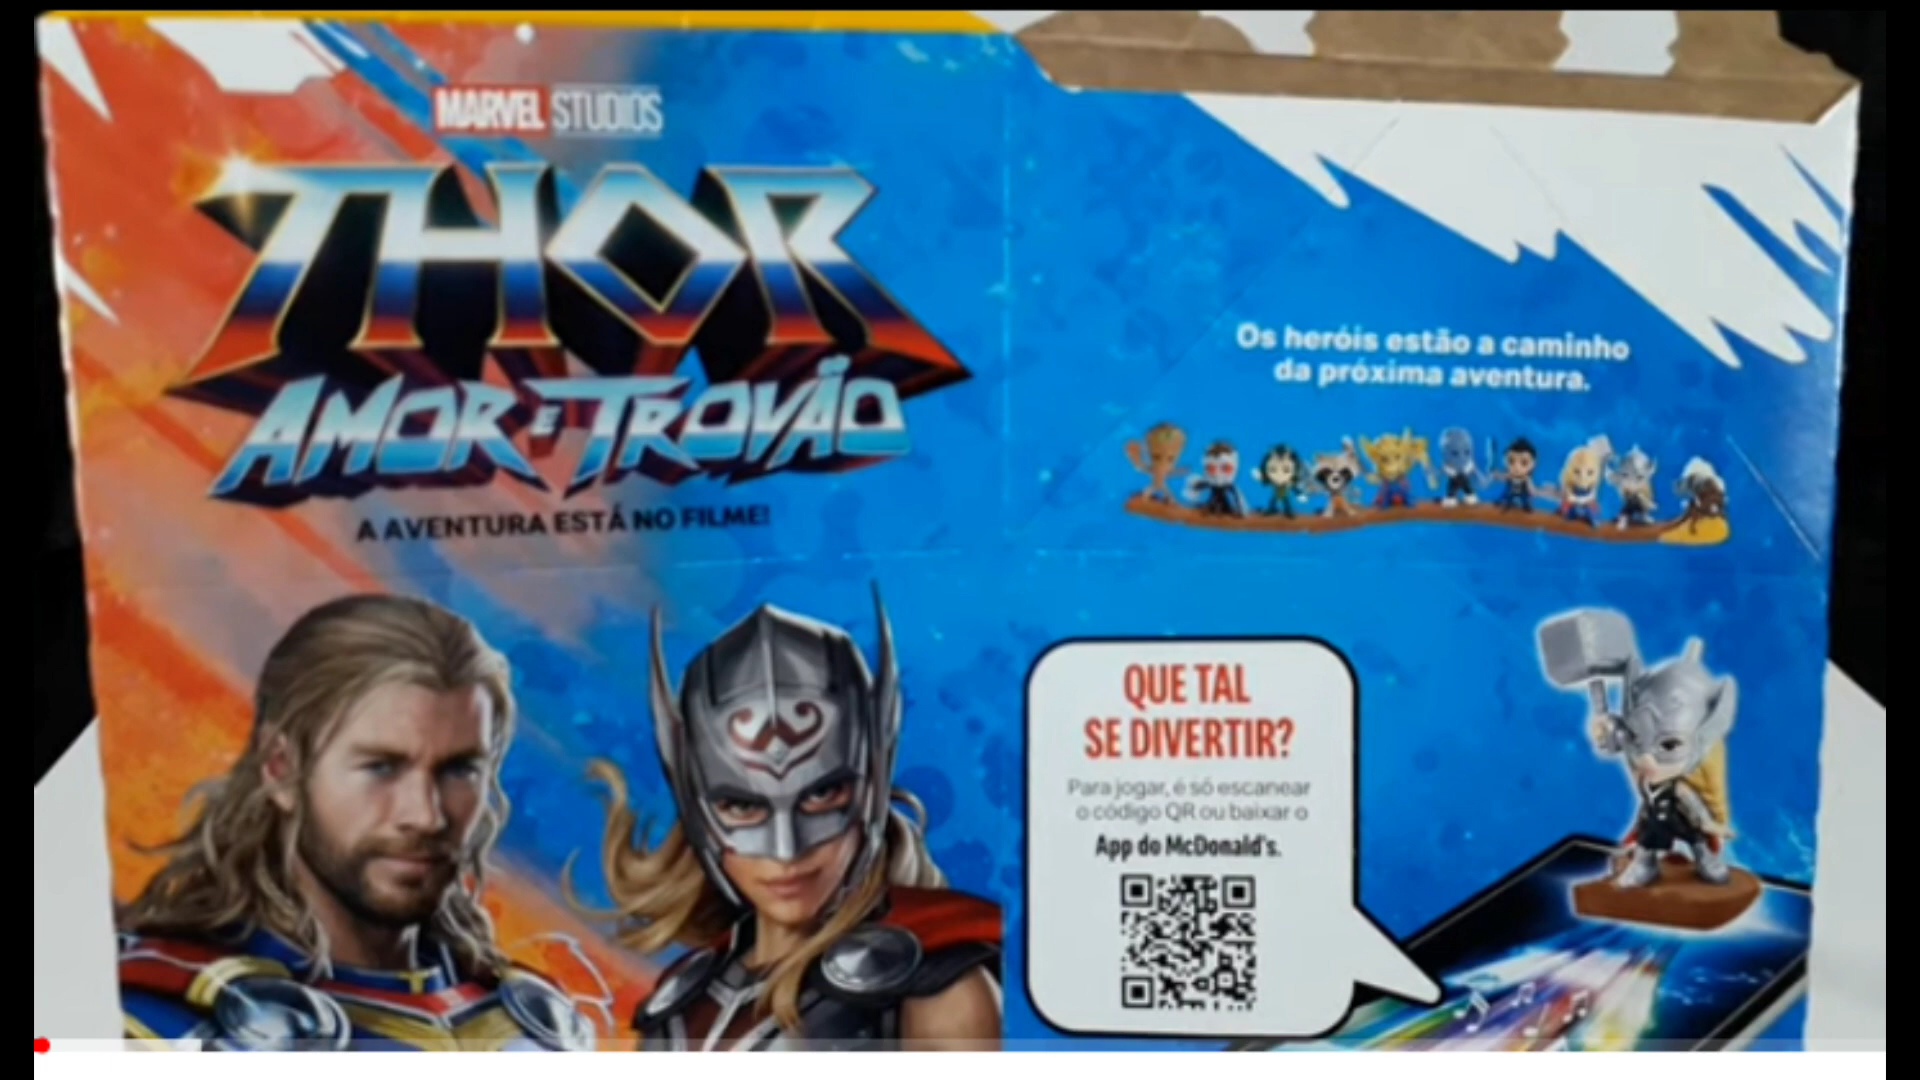 MARVEL STUDIOS
THOR
AMOR E TROVÃO
A AVENTURA ESTÁ NO FILME!
Os heróis estão a caminho
da próxima aventura.
QUE TAL
SE DIVERTIR?
Para jogar, é só escanear
o código QR ou baixar o
App do McDonald's.